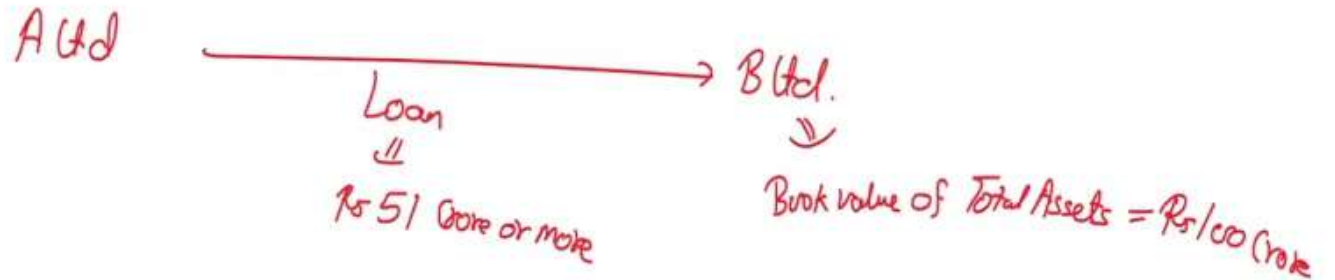 A Ltd
B Ltd.
Loan
Rs 51 Crore or more
Book value of Total Assets = Rs 100 Crore